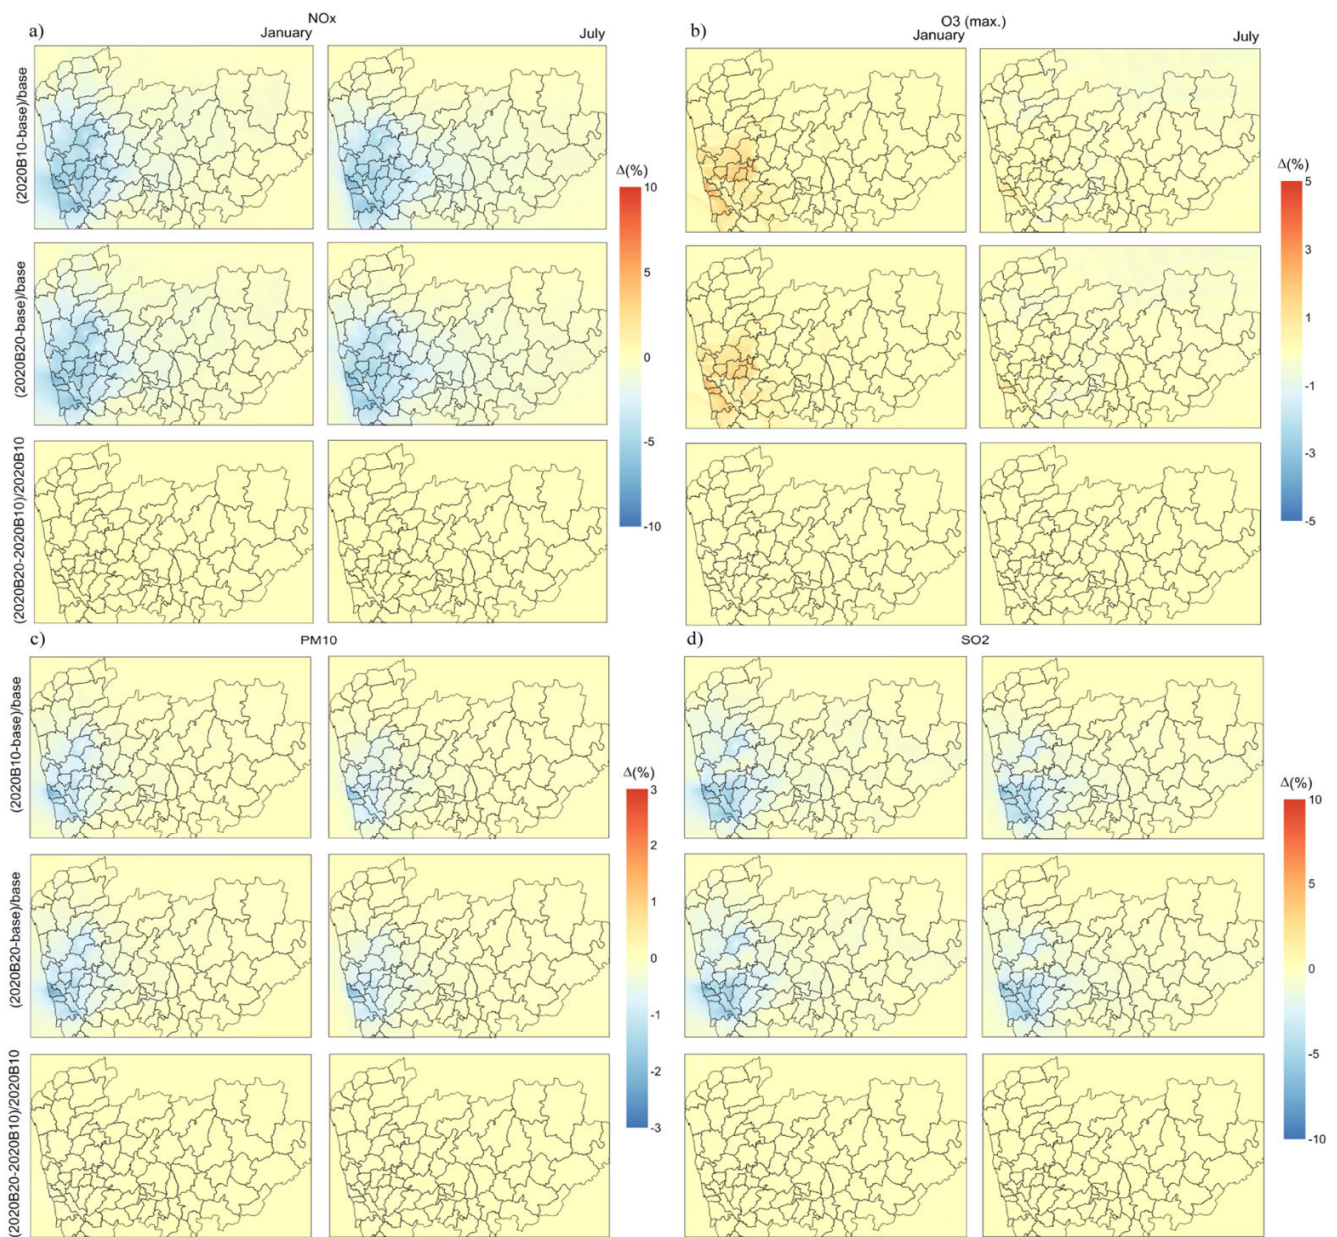 a)
NOx
January
July
(2020B10-base)/base
(2020B20-base)/base
(2020B20-2020B10)/2020B10
Δ(%)
10
5
0
-5
-10
b)
O3 (max.)
January
July
Δ(%)
5
3
1
-1
-3
-5
c)
PM10
(2020B10-base)/base
(2020B20-base)/base
(2020B20-2020B10)/2020B10
Δ(%)
3
2
1
0
-1
-2
-3
d)
SO2
Δ(%)
10
5
0
-5
-10